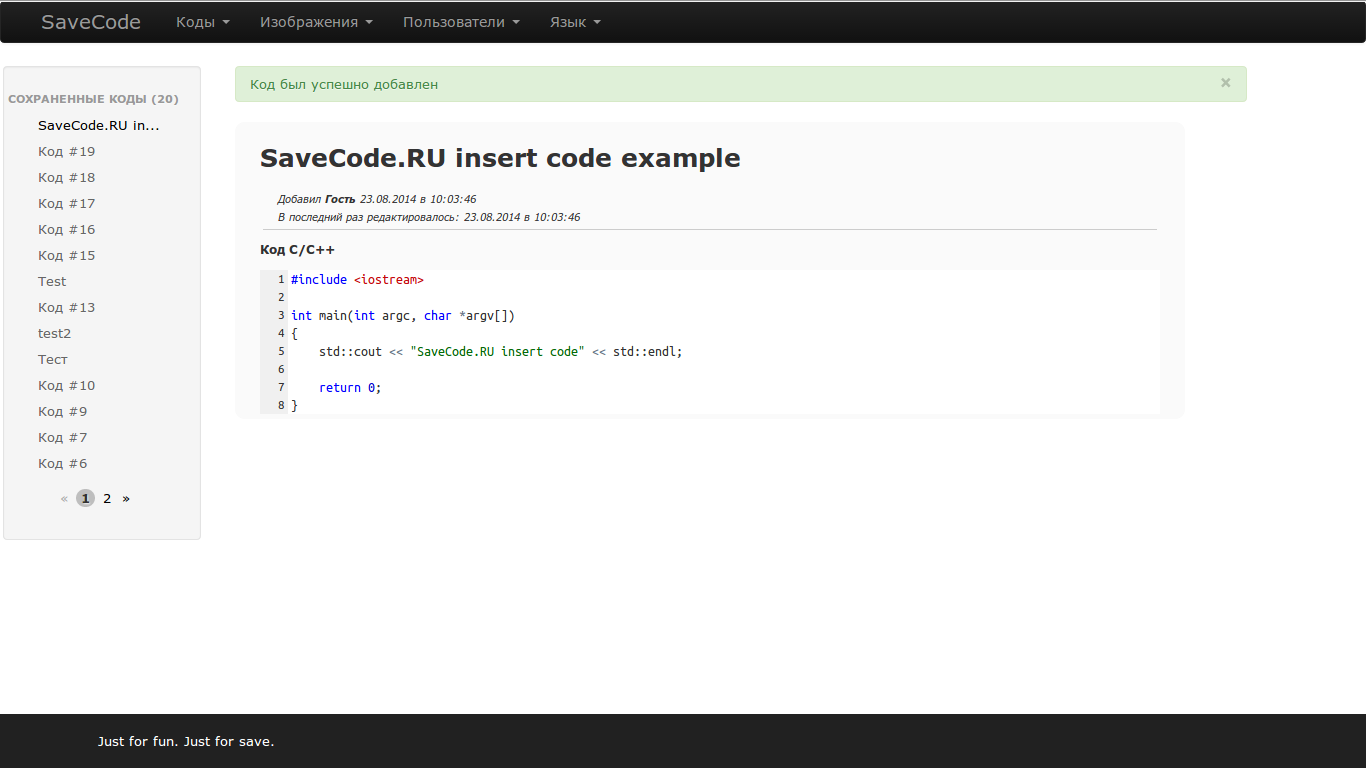 SaveCode Коды Изображения Пользователи Язык
СОХРАНЕННЫЕ КОДЫ (20)
SaveCode.RU in...
Код #19
Код #18
Код #17
Код #16
Код #15
Test
Код #13
test2
Тест
Код #10
Код #9
Код #7
Код #6
« 1 2 »
Код был успешно добавлен ×
SaveCode.RU insert code example
Добавил Гость 23.08.2014 в 10:03:46
В последний раз редактировалось: 23.08.2014 в 10:03:46
Код C/C++
1 #include <iostream>
2
3 int main(int argc, char *argv[])
4 {
5     std::cout << "SaveCode.RU insert code" << std::endl;
6
7     return 0;
8 }
Just for fun. Just for save.